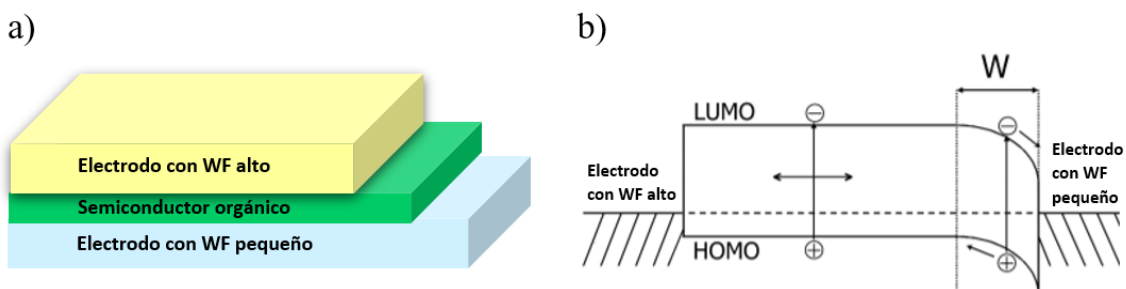 a)
Electrodo con WF alto
Semiconductor orgánico
Electrodo con WF pequeño
b)
W
LUMO
Electrodo
con WF alto
Electrodo
con WF
pequeño
HOMO